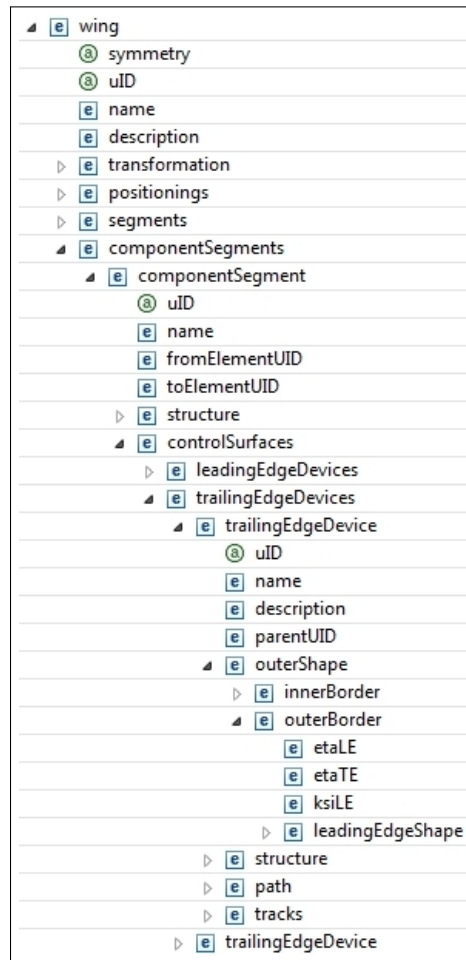 e wing
a symmetry
a uID
e name
e description
e transformation
e positionings
e segments
e componentSegments
e componentSegment
a uID
e name
e fromElementUID
e toElementUID
e structure
e controlSurfaces
e leadingEdgeDevices
e trailingEdgeDevices
e trailingEdgeDevice
a uID
e name
e description
e parentUID
e outerShape
e innerBorder
e outerBorder
e etaLE
e etaTE
e ksiLE
e leadingEdgeShape
e structure
e path
e tracks
e trailingEdgeDevice